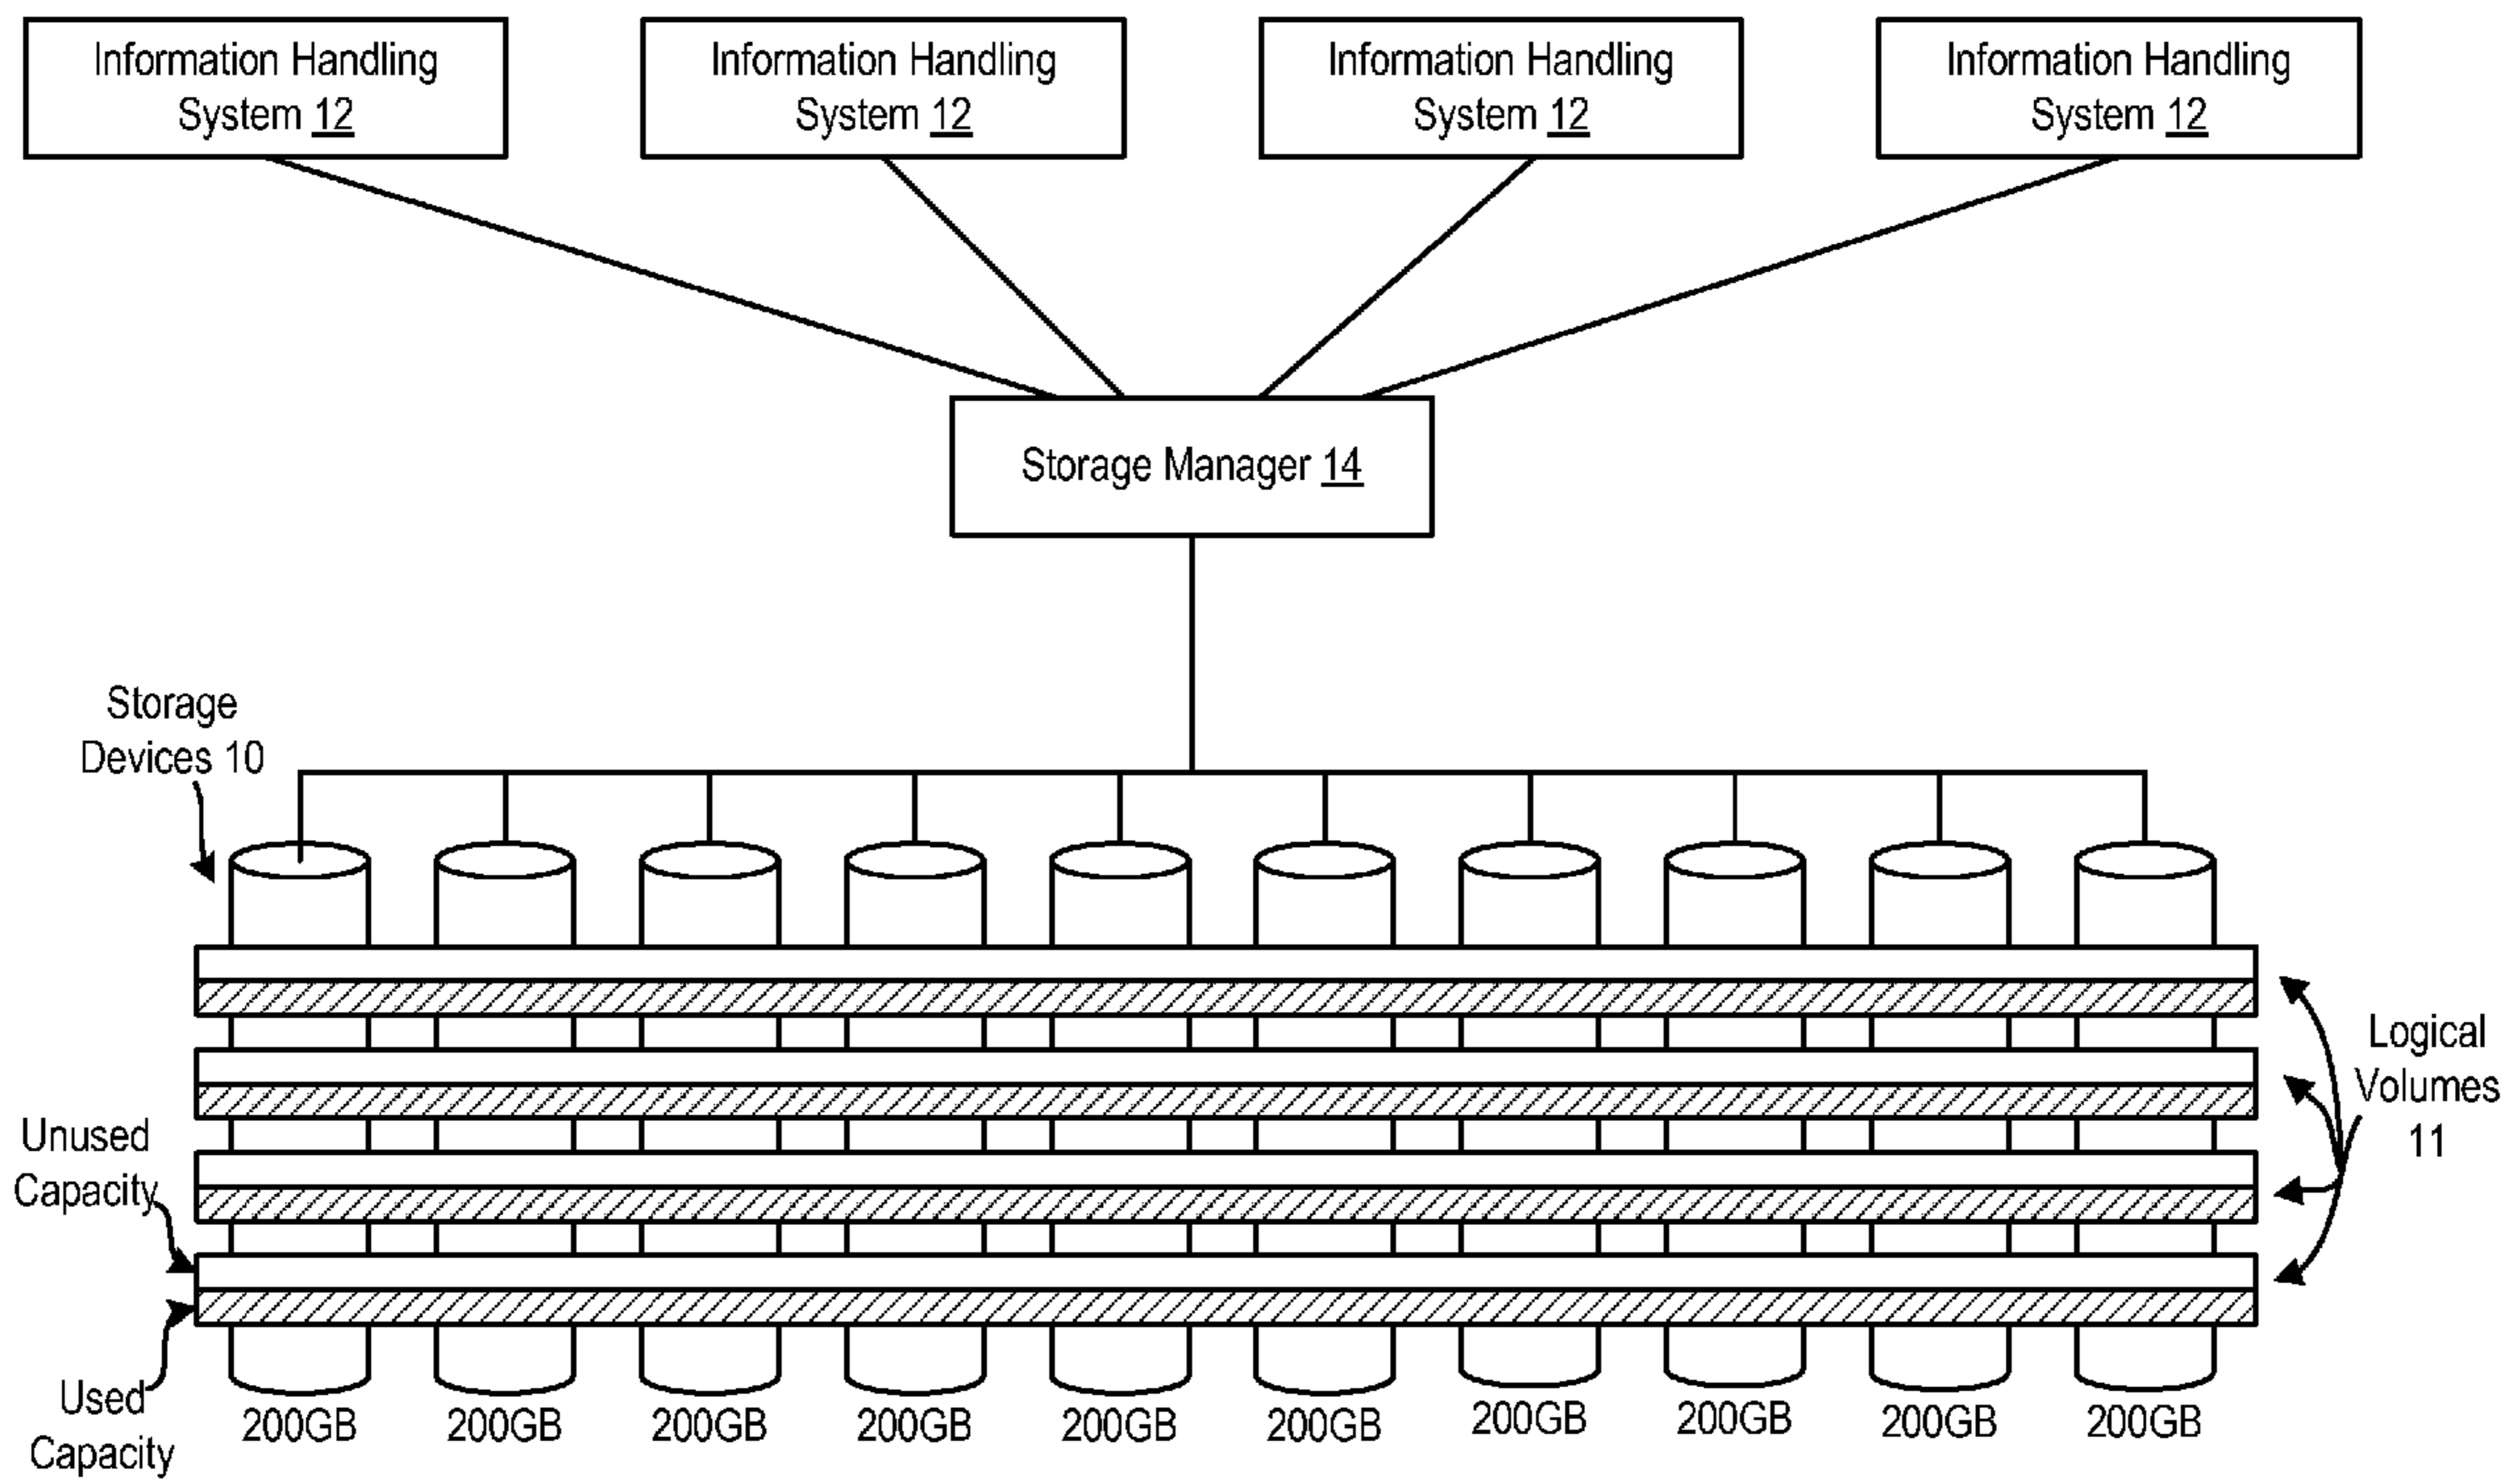 Information Handling
System 12
Information Handling
System 12
Information Handling
System 12
Information Handling
System 12
Storage Manager 14
Storage
Devices 10
Logical
Volumes
11
Unused
Capacity
Used
Capacity
200GB
200GB
200GB
200GB
200GB
200GB
200GB
200GB
200GB
200GB